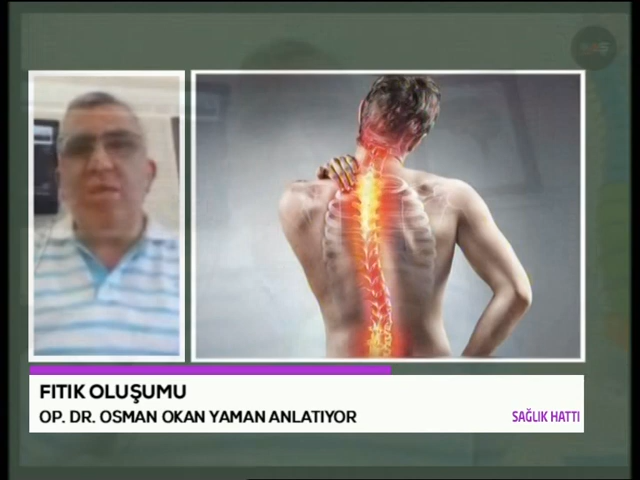 FITIK OLUŞUMU
OP. DR. OSMAN OKAN YAMAN ANLATIYOR
SAĞLIK HATTI